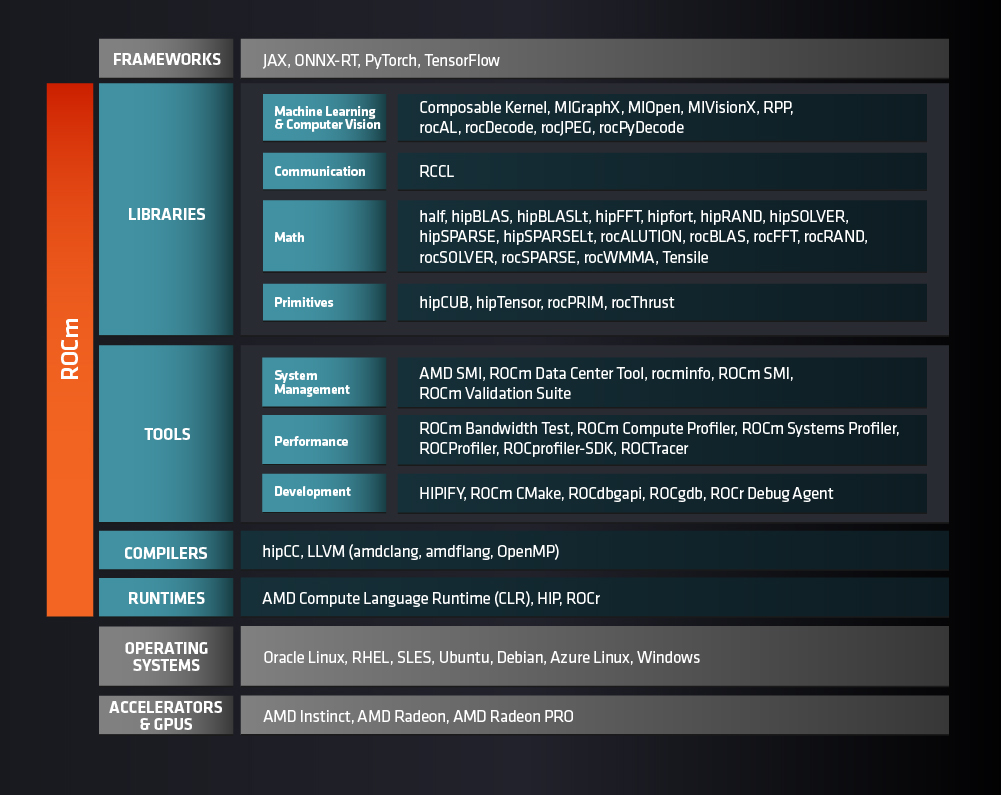 FRAMEWORKS
JAX, ONNX-RT, PyTorch, TensorFlow
ROCm
LIBRARIES
Machine Learning
& Computer Vision
Composable Kernel, MIGraphX, MIOpen, MIVisionX, RPP,
rocAL, rocDecode, rocJPEG, rocPyDecode
Communication
RCCL
Math
half, hipBLAS, hipBLASLt, hipFFT, hipfort, hipRAND, hipSOLVER,
hipSPARSE, hipSPARSELt, rocALUTION, rocBLAS, rocFFT, rocRAND,
rocSOLVER, rocSPARSE, rocWMMA, Tensile
Primitives
hipCUB, hipTensor, rocPRIM, rocThrust
TOOLS
System
Management
AMD SMI, ROCm Data Center Tool, rocminfo, ROCm SMI,
ROCm Validation Suite
Performance
ROCm Bandwidth Test, ROCm Compute Profiler, ROCm Systems Profiler,
ROCProfiler, ROCprofiler-SDK, ROCTracer
Development
HIPIFY, ROCm CMake, ROCdbgapi, ROCgdb, ROCr Debug Agent
COMPILERS
hipCC, LLVM (amdclang, amdflang, OpenMP)
RUNTIMES
AMD Compute Language Runtime (CLR), HIP, ROCr
OPERATING
SYSTEMS
Oracle Linux, RHEL, SLES, Ubuntu, Debian, Azure Linux, Windows
ACCELERATORS
& GPUS
AMD Instinct, AMD Radeon, AMD Radeon PRO